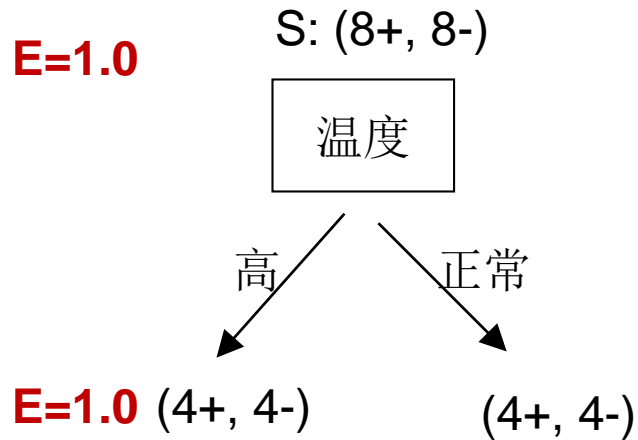 S: (8+, 8-)
E=1.0
温度
高
正常
E=1.0 (4+, 4-)
(4+, 4-)